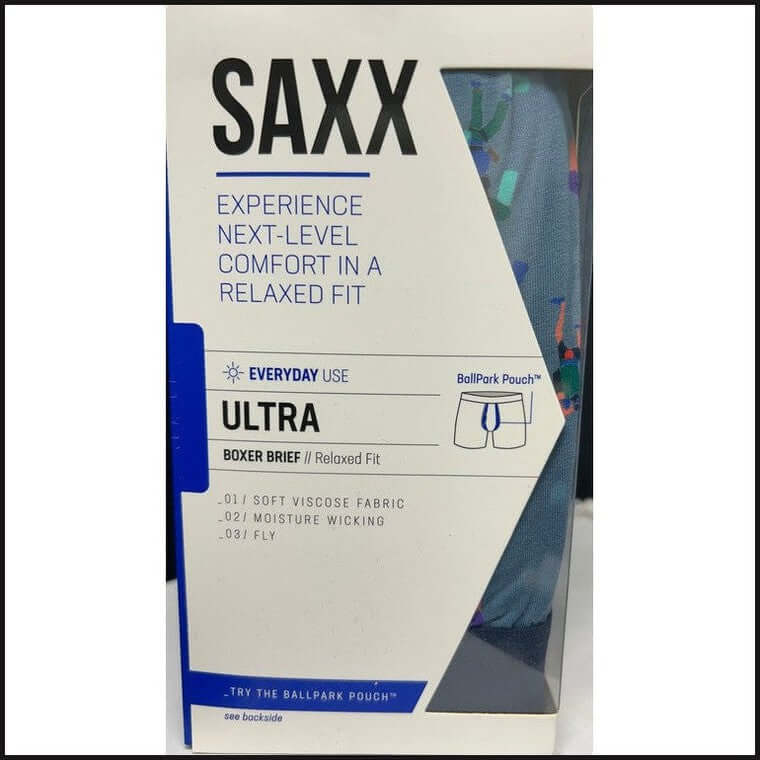 SAXX
EXPERIENCE
NEXT-LEVEL
COMFORT IN A
RELAXED FIT
EVERYDAY USE
BallPark Pouch™
ULTRA
BOXER BRIEF // Relaxed Fit
_01/ SOFT VISCOSE FABRIC
_02/ MOISTURE WICKING
_03/ FLY
_TRY THE BALLPARK POUCH™
see backside